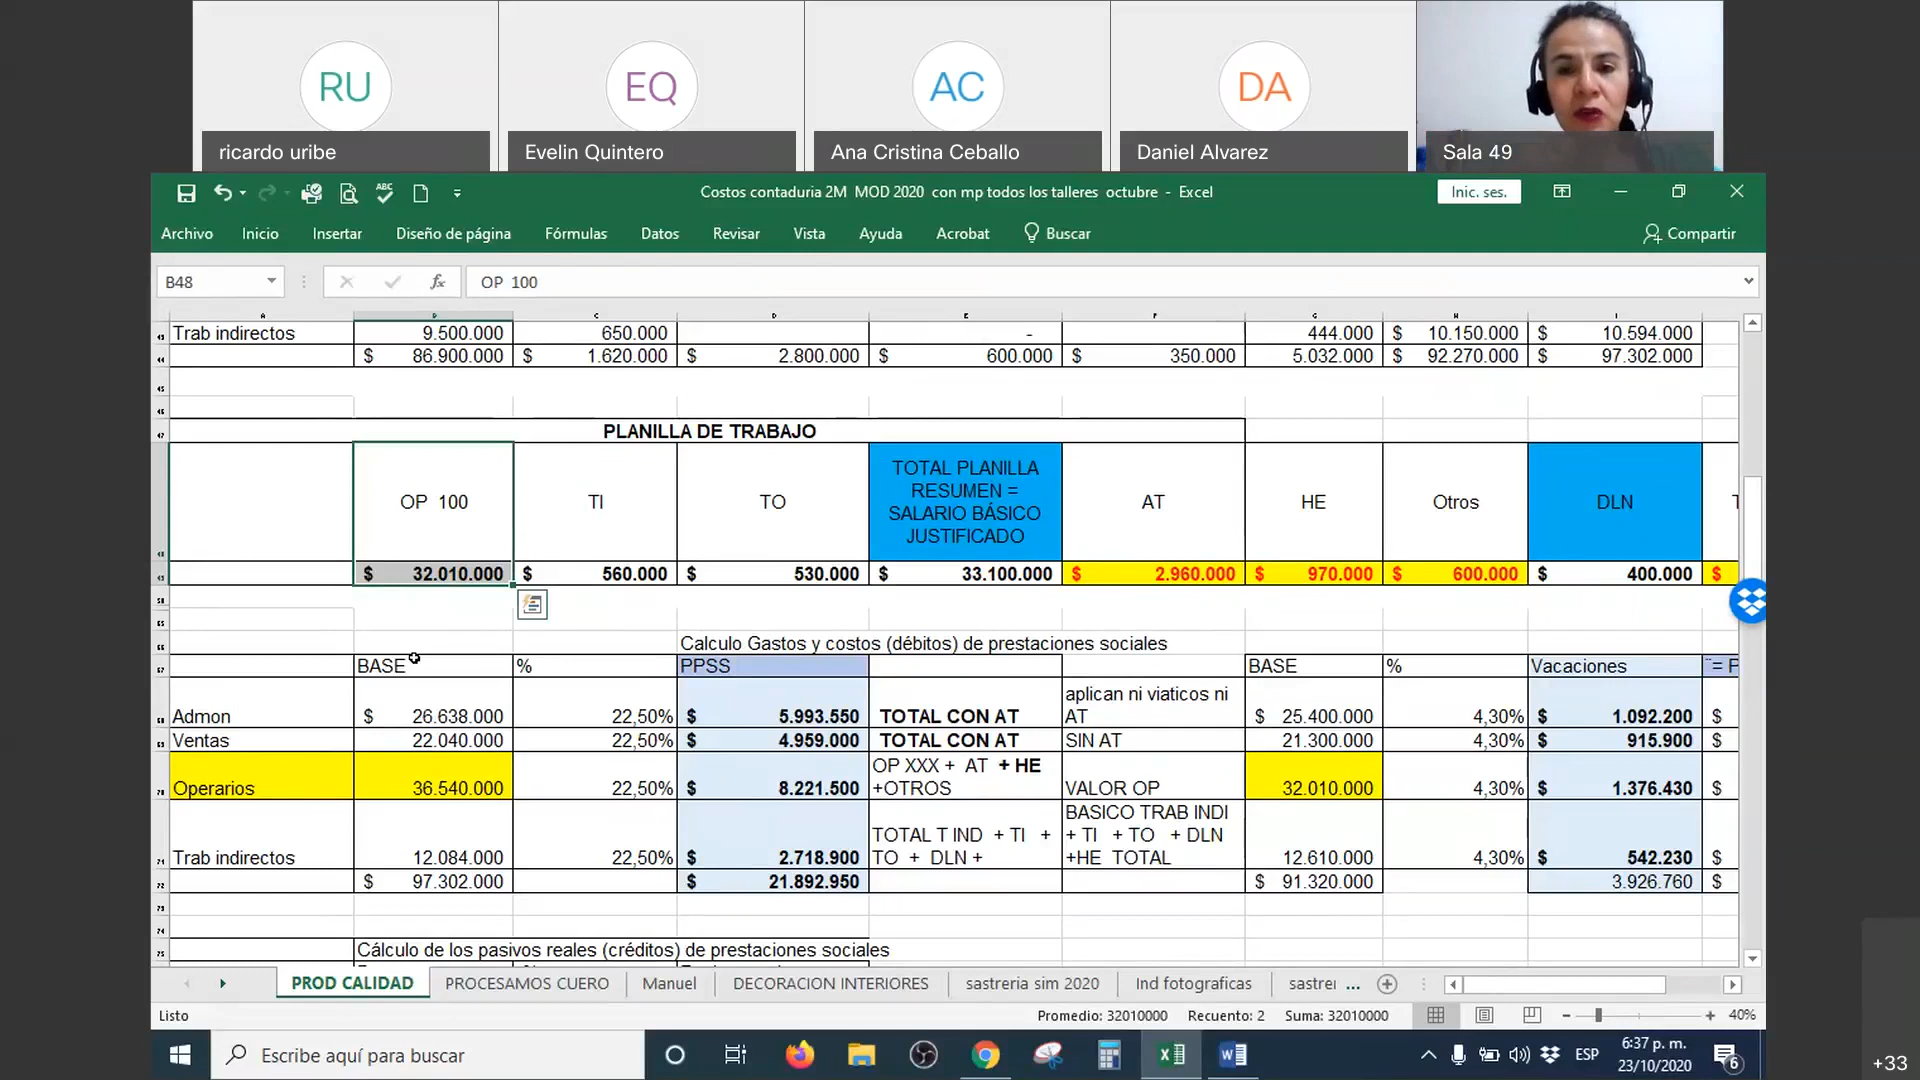 RU
EQ
AC
DA
ricardo uribe
Evelin Quintero
Ana Cristina Ceballo
Daniel Alvarez
Sala 49
ABC
Costos contaduria 2M MOD 2020 con mp todos los talleres octubre - Excel
Inic. ses.
Archivo Inicio Insertar Diseño de página Fórmulas Datos Revisar Vista Ayuda Acrobat Buscar Compartir
B48 fx OP 100
Trab indirectos 9.500.000 650.000 - 444.000 $ 10.150.000 $ 10.594.000
$ 86.900.000 $ 1.620.000 $ 2.800.000 $ 600.000 $ 350.000 5.032.000 $ 92.270.000 $ 97.302.000
PLANILLA DE TRABAJO
OP 100 TI TO TOTAL PLANILLA RESUMEN = SALARIO BÁSICO JUSTIFICADO AT HE Otros DLN
$ 32.010.000 $ 560.000 $ 530.000 $ 33.100.000 $ 2.960.000 $ 970.000 $ 600.000 $ 400.000 $
Calculo Gastos y costos (débitos) de prestaciones sociales
BASE % PPSS BASE % Vacaciones
Admon $ 26.638.000 22,50% $ 5.993.550 TOTAL CON AT aplican ni viaticos ni AT $ 25.400.000 4,30% $ 1.092.200 $
Ventas 22.040.000 22,50% $ 4.959.000 TOTAL CON AT SIN AT 21.300.000 4,30% $ 915.900 $
Operarios 36.540.000 22,50% $ 8.221.500 OP XXX + AT + HE +OTROS VALOR OP 32.010.000 4,30% $ 1.376.430 $
Trab indirectos 12.084.000 22,50% $ 2.718.900 TOTAL T IND + TI + TO + DLN + BASICO TRAB INDI + TI + TO + DLN +HE TOTAL 12.610.000 4,30% $ 542.230 $
$ 97.302.000 $ 21.892.950 $ 91.320.000 3.926.760 $
Cálculo de los pasivos reales (créditos) de prestaciones sociales
PROD CALIDAD PROCESAMOS CUERO Manuel DECORACION INTERIORES sastreria sim 2020 Ind fotograficas sastrei ...
Listo Promedio: 32010000 Recuento: 2 Suma: 32010000 40%
Escribe aquí para buscar
ESP
6:37 p. m.
23/10/2020
6
+33